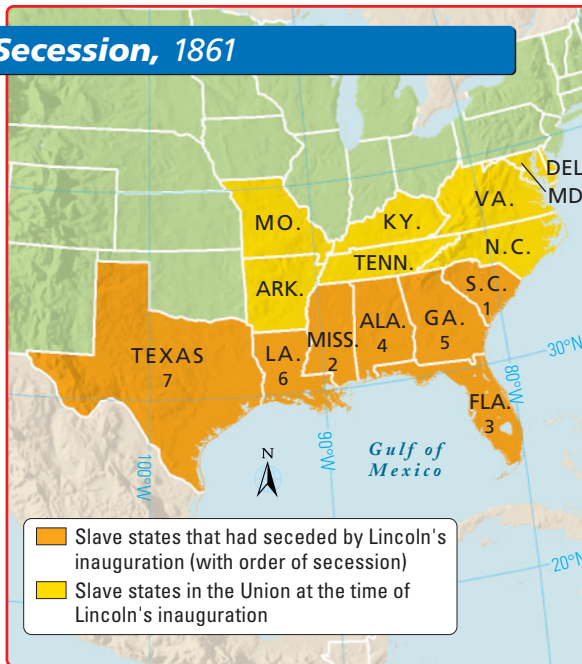 Secession, 1861
DEL
MD
VA.
MO.
KY.
N.C.
TENN.
ARK.
S.C.
1
ALA.
4
GA.
5
MISS.
2
TEXAS
7
LA.
6
30°N
80°W
FLA.
3
Gulf of
Mexico
N
90°W
100°W
20°N
Slave states that had seceded by Lincoln's
inauguration (with order of secession)
Slave states in the Union at the time of
Lincoln's inauguration